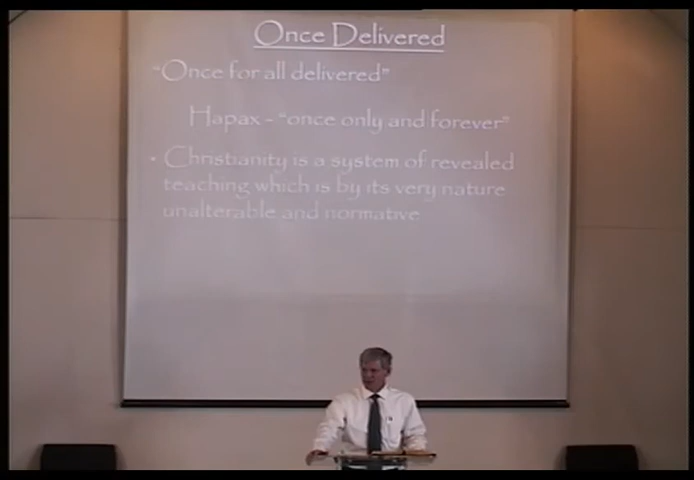 Once Delivered
“Once for all delivered”
Hapax – “once only and forever”
• Christianity is a system of revealed
teaching which is by its very nature
unalterable and normative